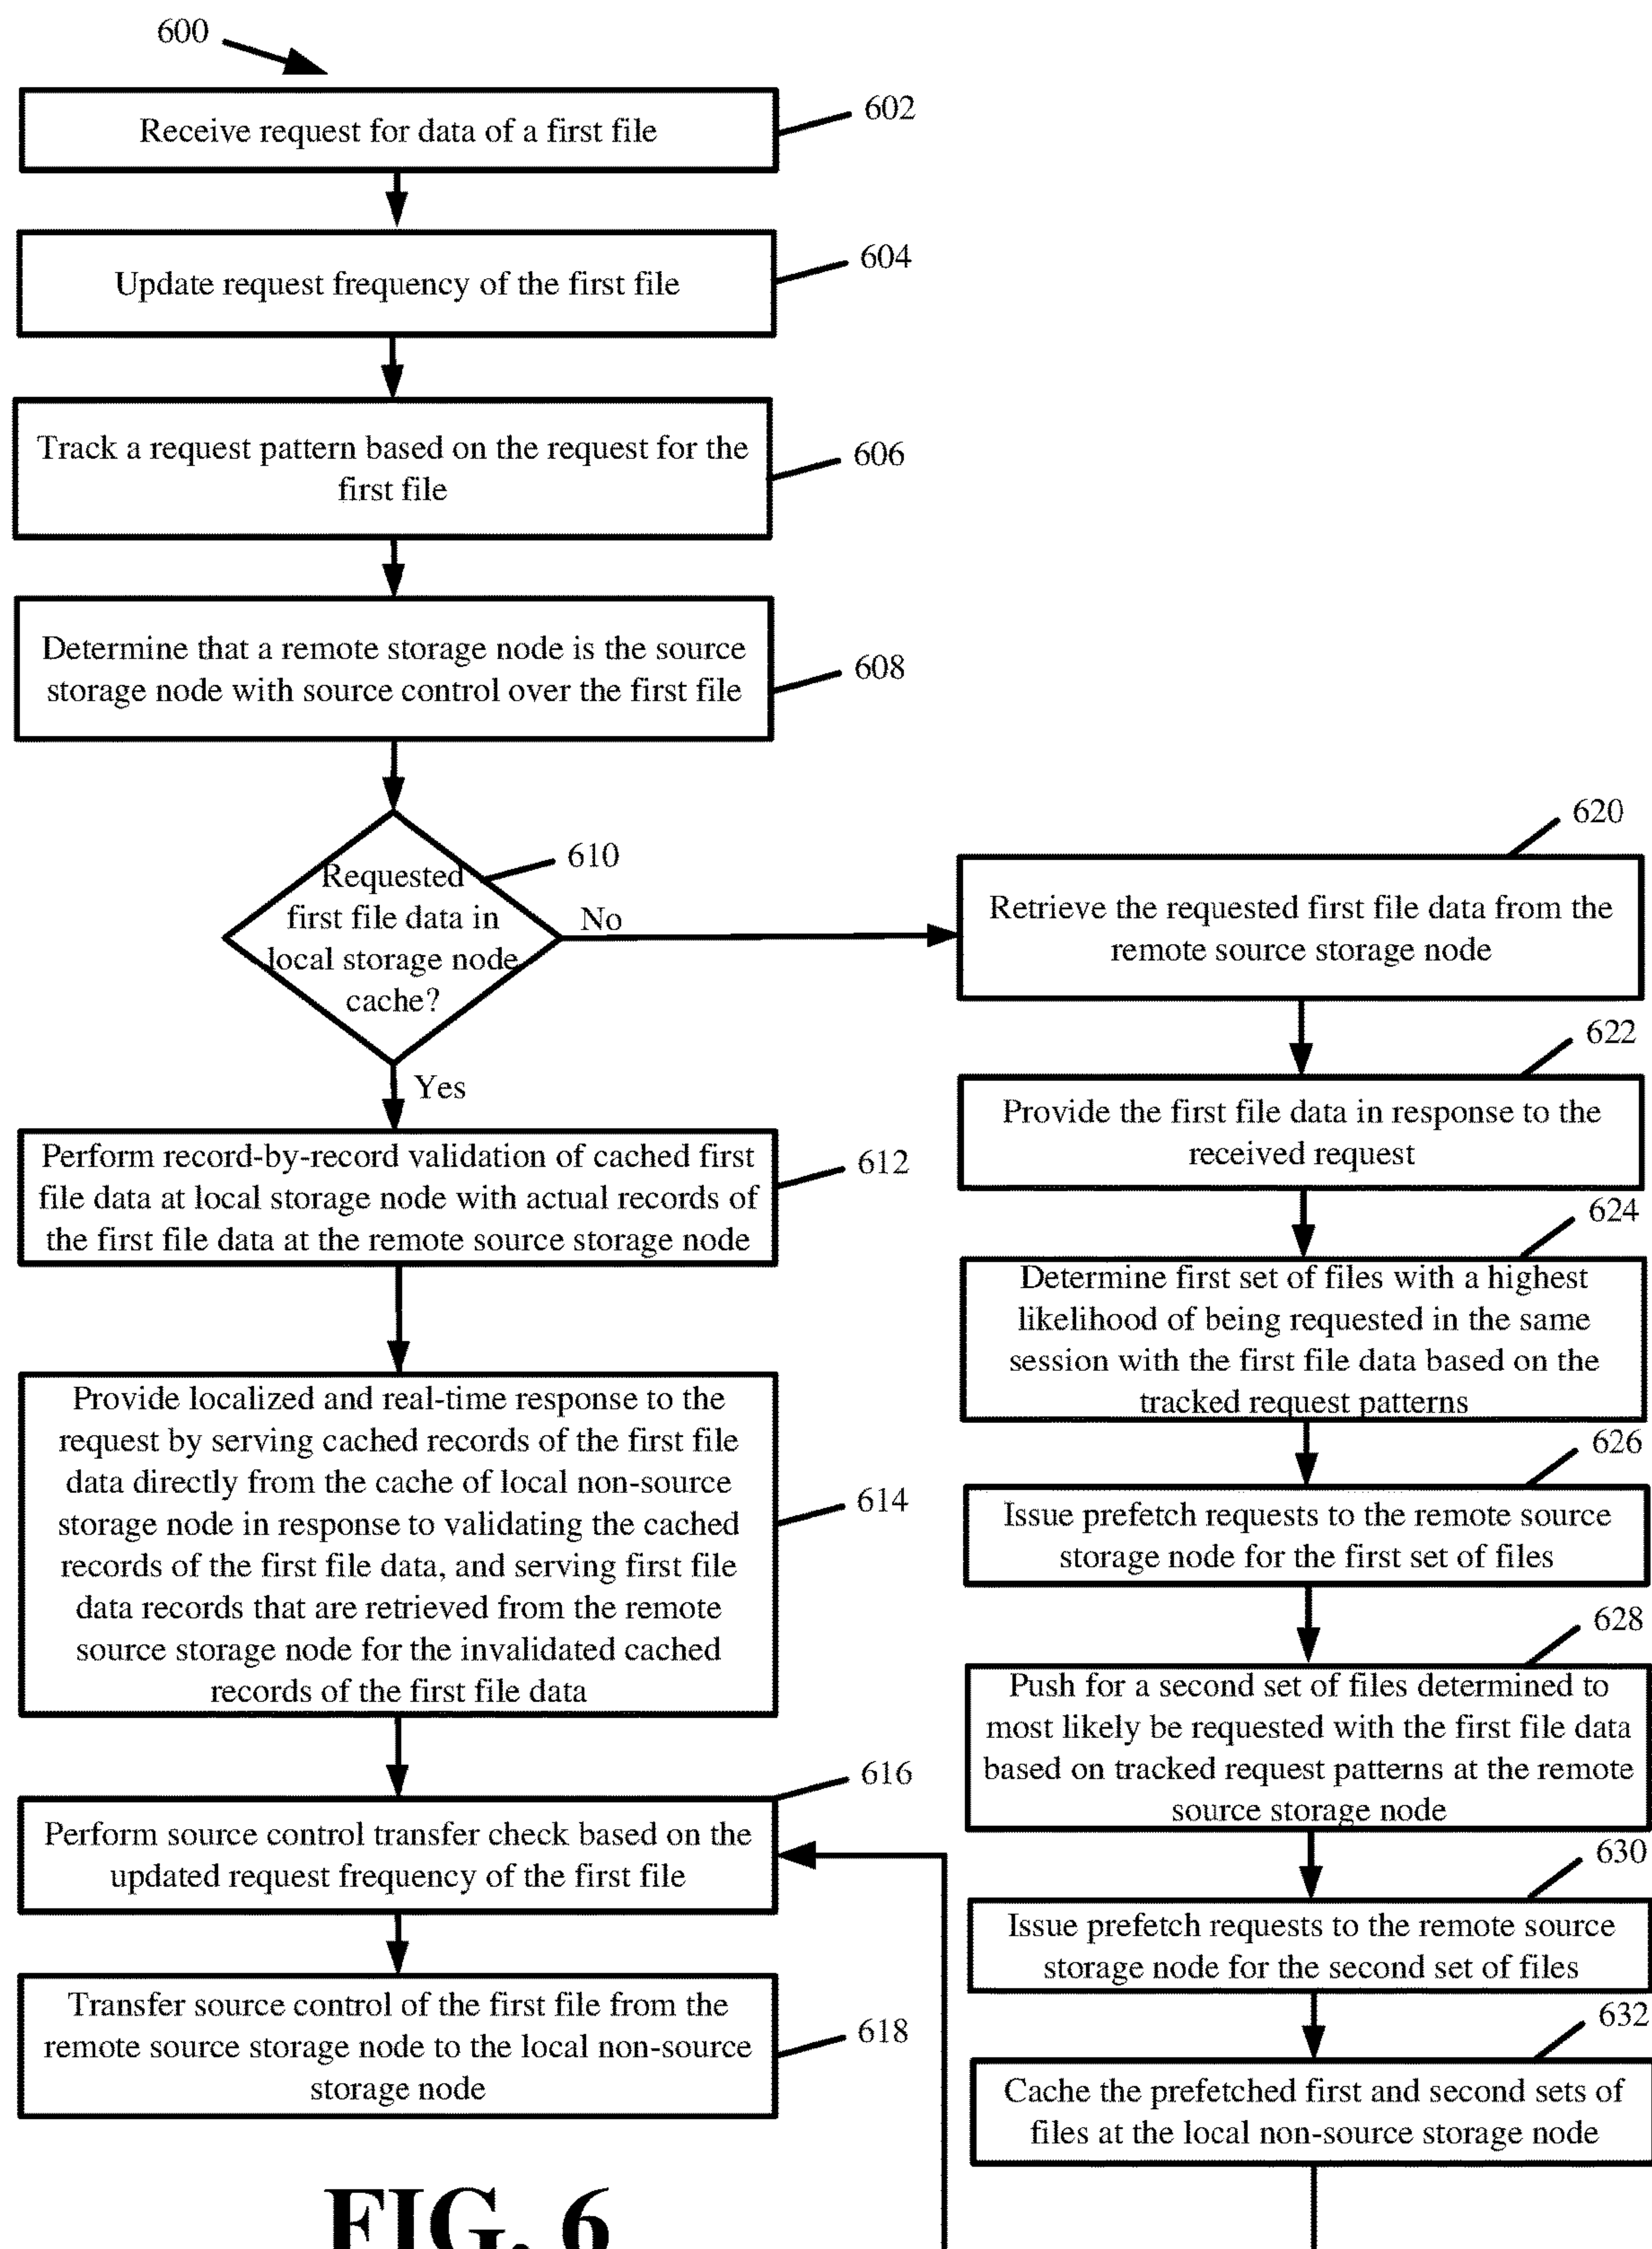 600
Receive request for data of a first file
602
Update request frequency of the first file
604
Track a request pattern based on the request for the
first file
606
Determine that a remote storage node is the source
storage node with source control over the first file
608
Requested
first file data in
local storage node
cache?
610
No
Yes
Perform record-by-record validation of cached first
file data at local storage node with actual records of
the first file data at the remote source storage node
612
Provide localized and real-time response to the
request by serving cached records of the first file
data directly from the cache of local non-source
storage node in response to validating the cached
records of the first file data, and serving first file
data records that are retrieved from the remote
source storage node for the invalidated cached
records of the first file data
614
Perform source control transfer check based on the
updated request frequency of the first file
616
Transfer source control of the first file from the
remote source storage node to the local non-source
storage node
618
620
Retrieve the requested first file data from the
remote source storage node
622
Provide the first file data in response to the
received request
624
Determine first set of files with a highest
likelihood of being requested in the same
session with the first file data based on the
tracked request patterns
626
Issue prefetch requests to the remote source
storage node for the first set of files
628
Push for a second set of files determined to
most likely be requested with the first file data
based on tracked request patterns at the remote
source storage node
630
Issue prefetch requests to the remote source
storage node for the second set of files
632
Cache the prefetched first and second sets of
files at the local non-source storage node
FIG. 6